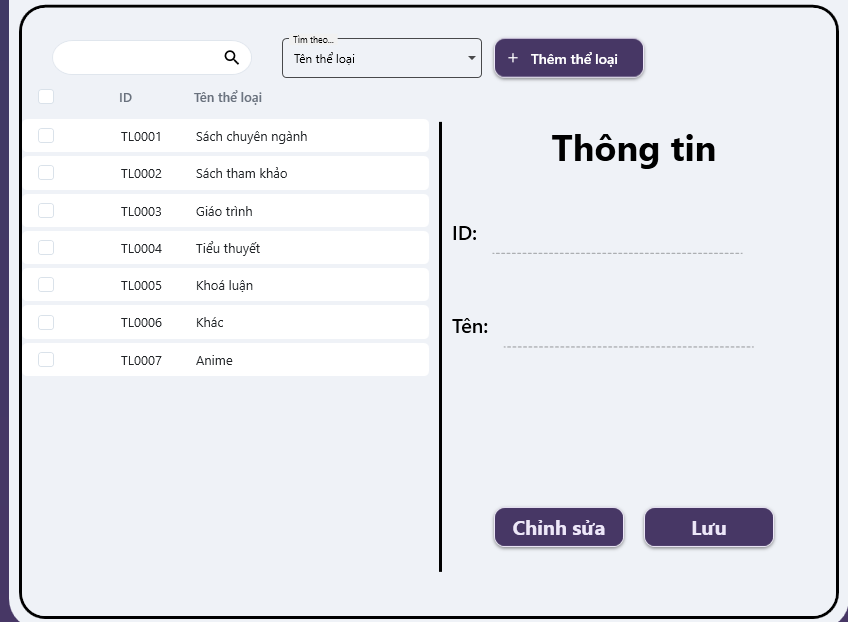 Tìm theo...
Tên thể loại
+ Thêm thể loại
ID Tên thể loại
TL0001 Sách chuyên ngành
TL0002 Sách tham khảo
TL0003 Giáo trình
TL0004 Tiểu thuyết
TL0005 Khoá luận
TL0006 Khác
TL0007 Anime
Thông tin
ID:
Tên:
Chỉnh sửa
Lưu